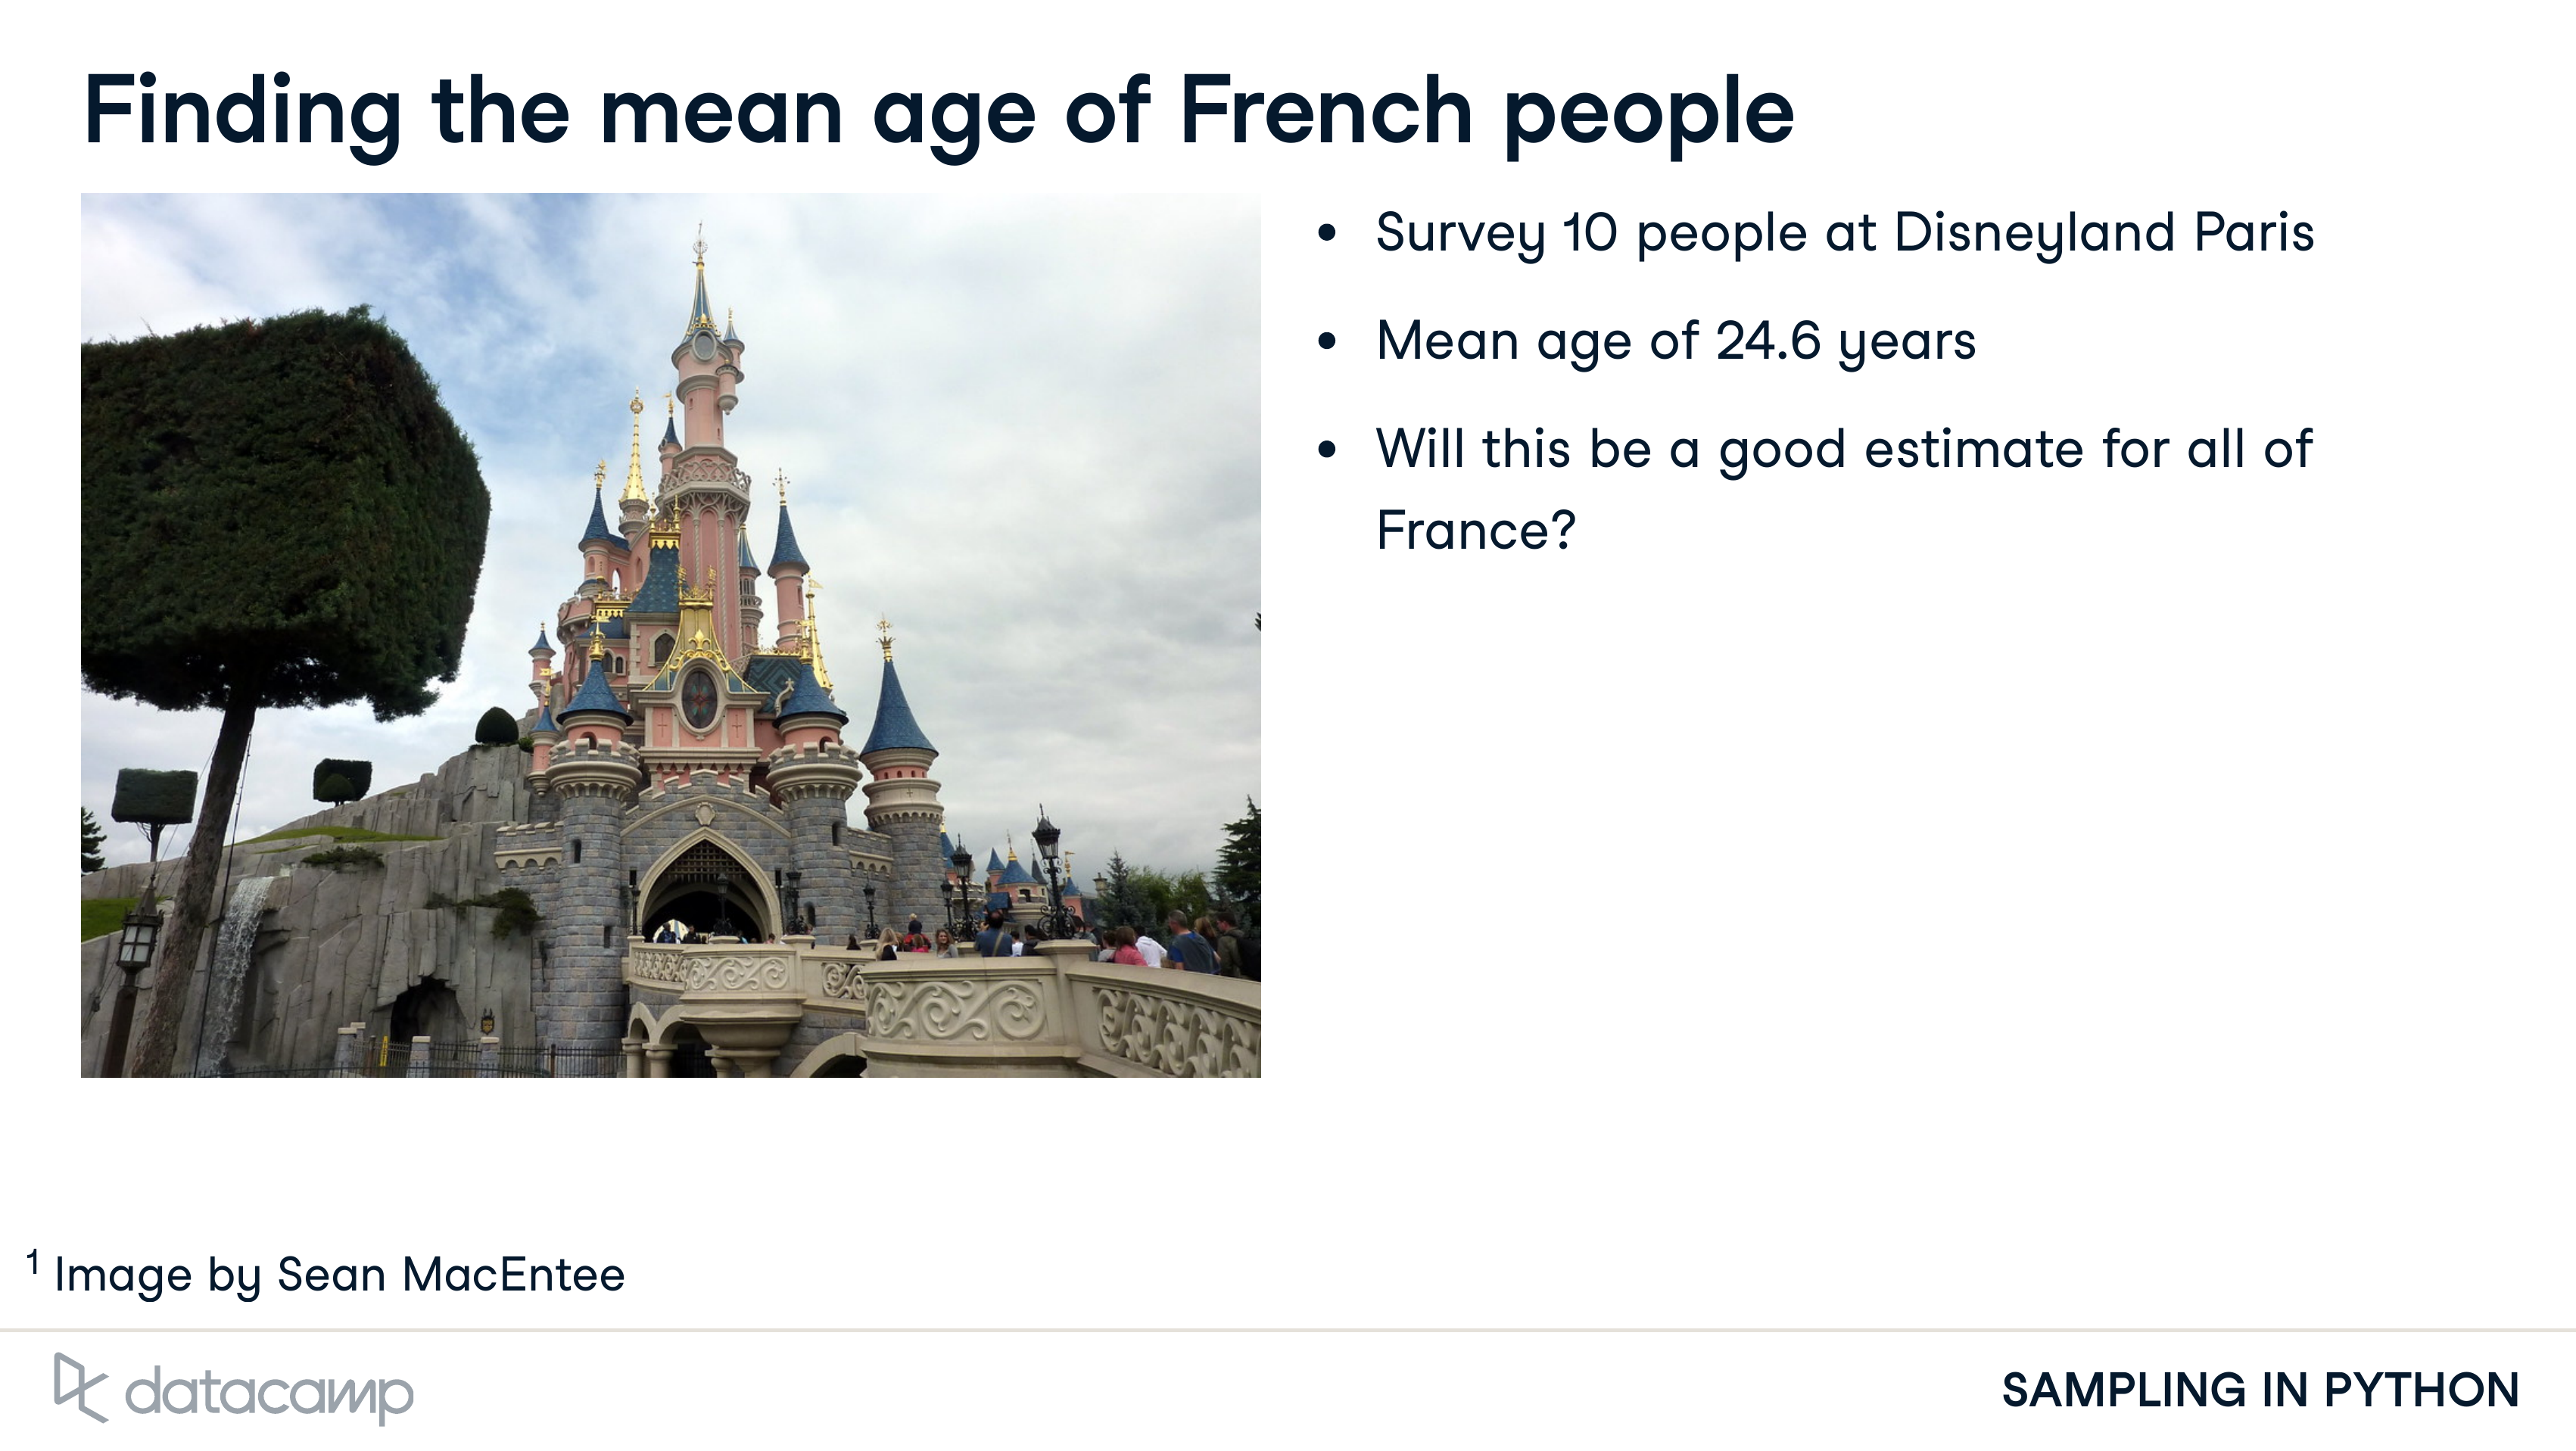 Finding the mean age of French people
• Survey 10 people at Disneyland Paris
• Mean age of 24.6 years
• Will this be a good estimate for all of
France?
1 Image by Sean MacEntee
datacamp
SAMPLING IN PYTHON